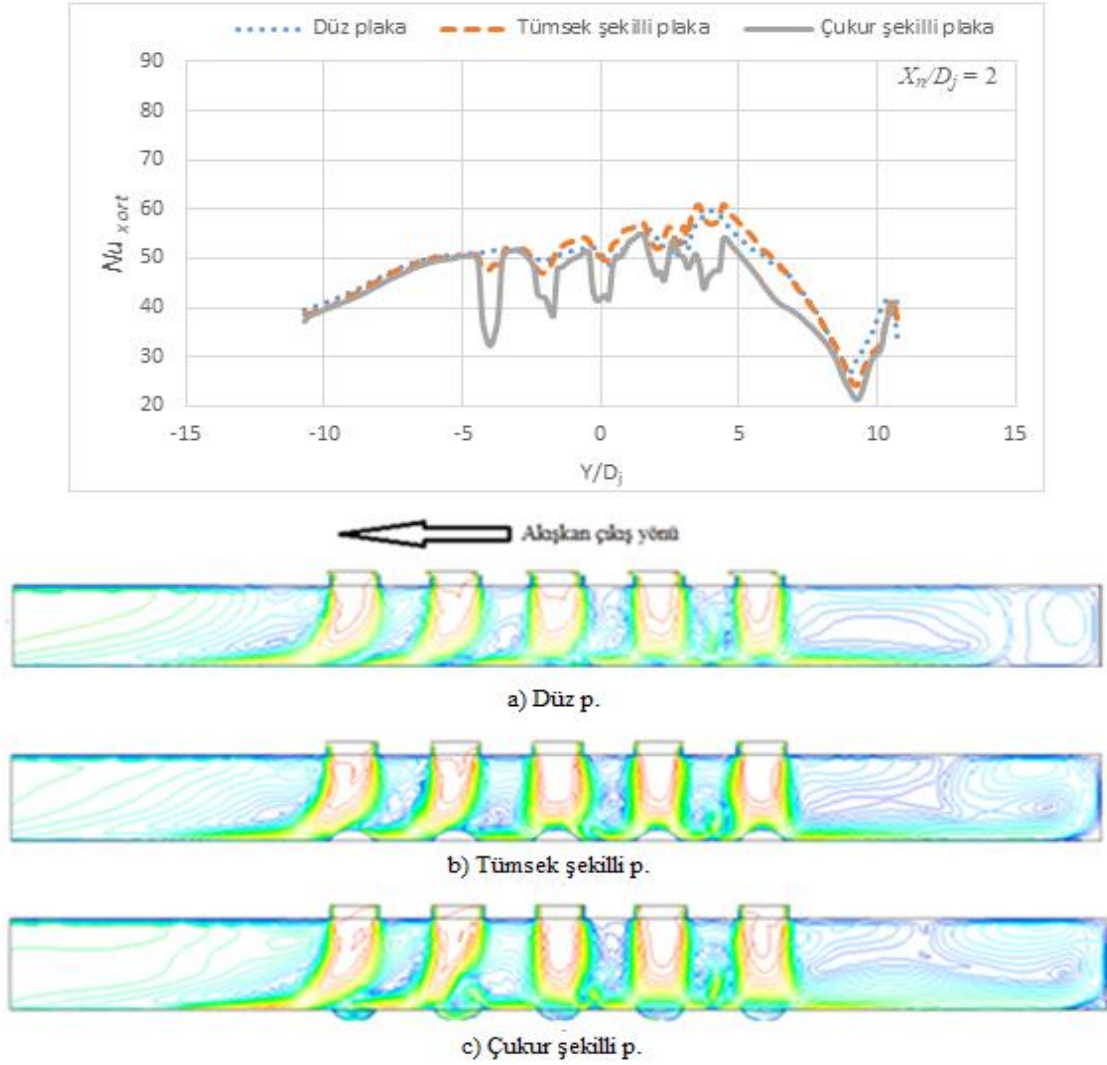 Düz plaka Tümsek şekilli plaka Çukur şekilli plaka
Xn/Dj = 2
90
80
70
60
50
40
30
20
Nu x ort
-15 -10 -5 0 5 10 15
Y/Dj
Akışkan çıkış yönü
a) Düz p.
b) Tümsek şekilli p.
c) Çukur şekilli p.